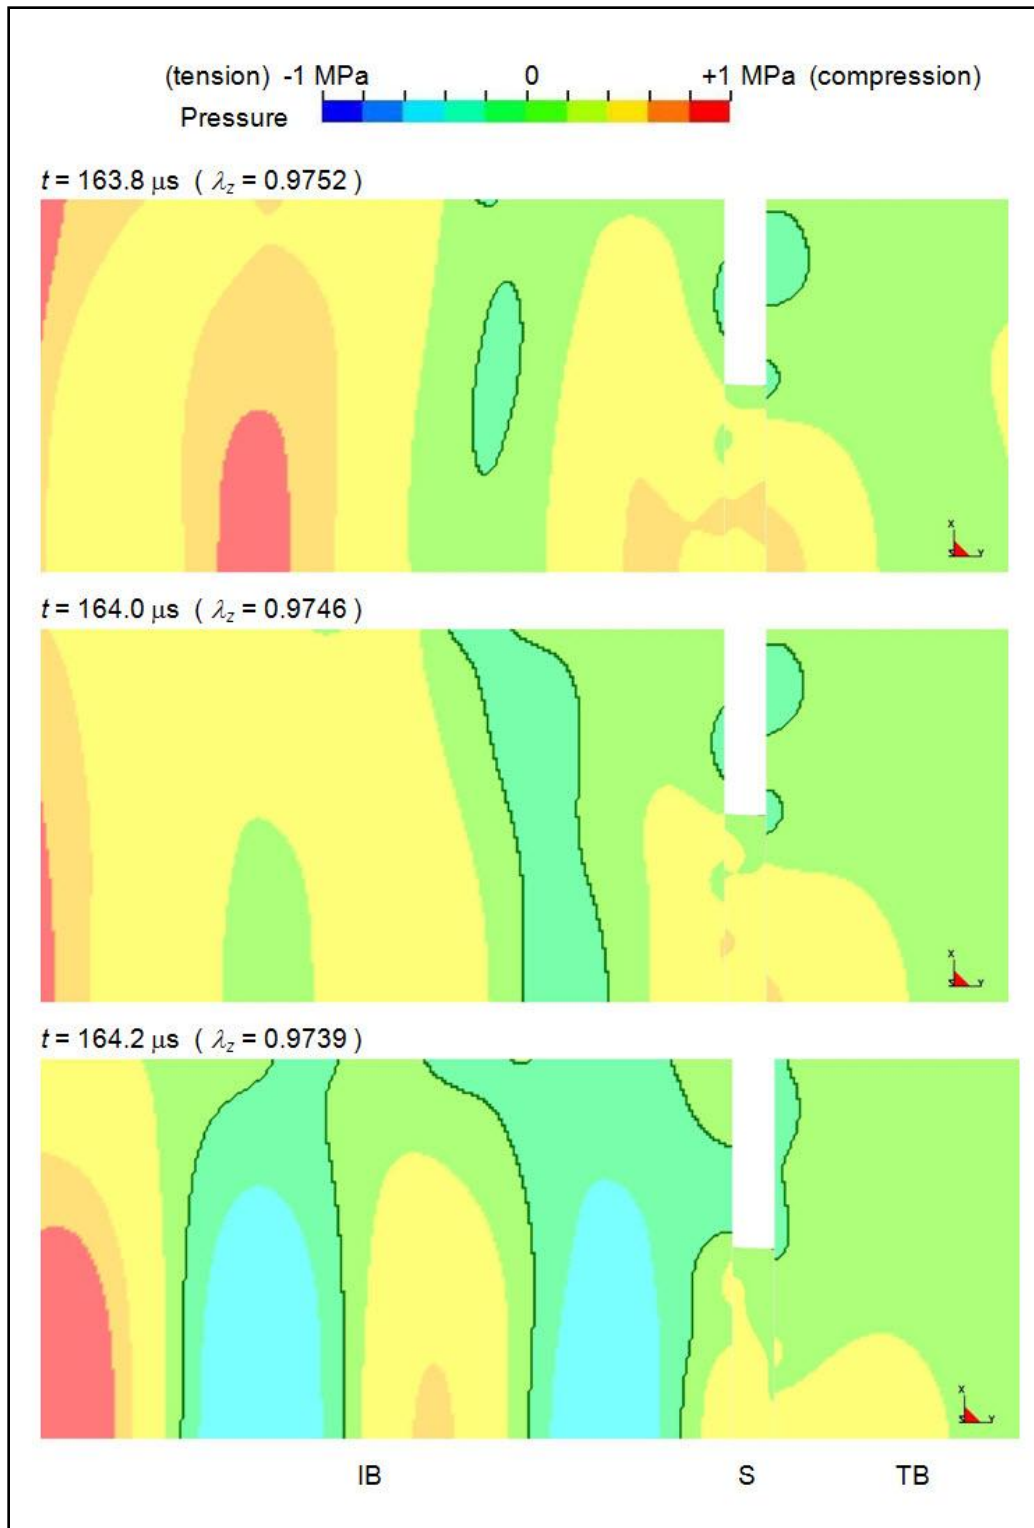 (tension) -1 MPa 0 +1 MPa (compression)
Pressure
t = 163.8 μs ( λz = 0.9752 )
X
Y
t = 164.0 μs ( λz = 0.9746 )
X
Y
t = 164.2 μs ( λz = 0.9739 )
X
Y
IB S TB